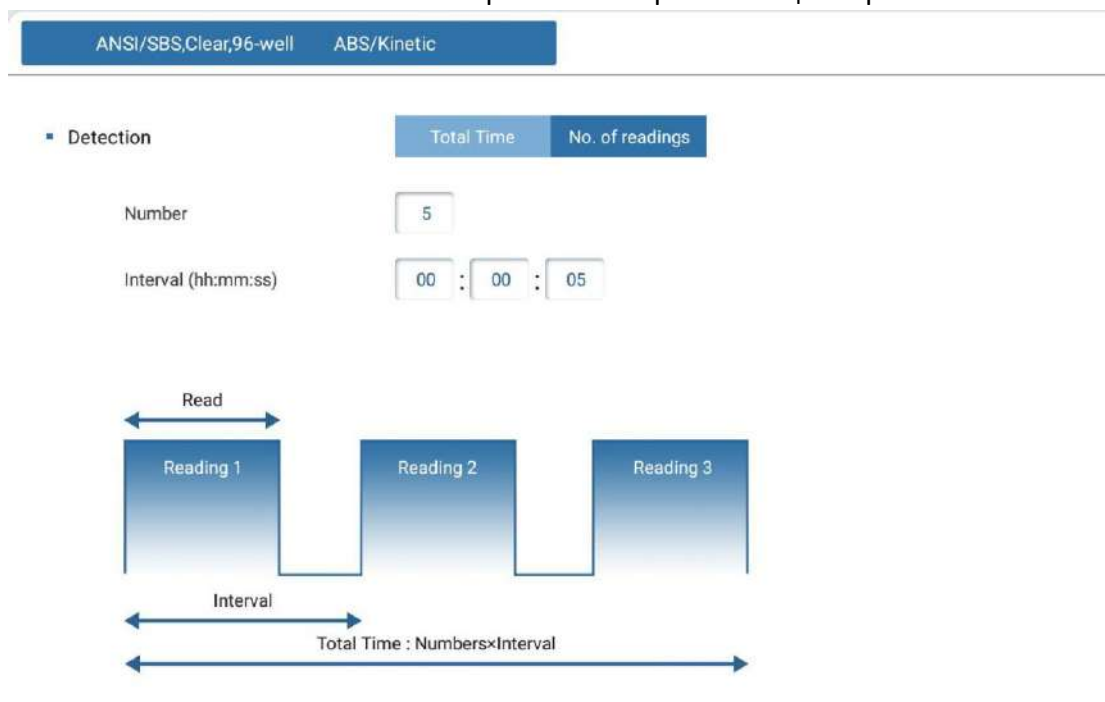 ANSI/SBS,Clear,96-well ABS/Kinetic
Detection Total Time No. of readings
Number 5
Interval (hh:mm:ss) 00 : 00 : 05
Read
Reading 1 Reading 2 Reading 3
Interval
Total Time : Numbers×Interval